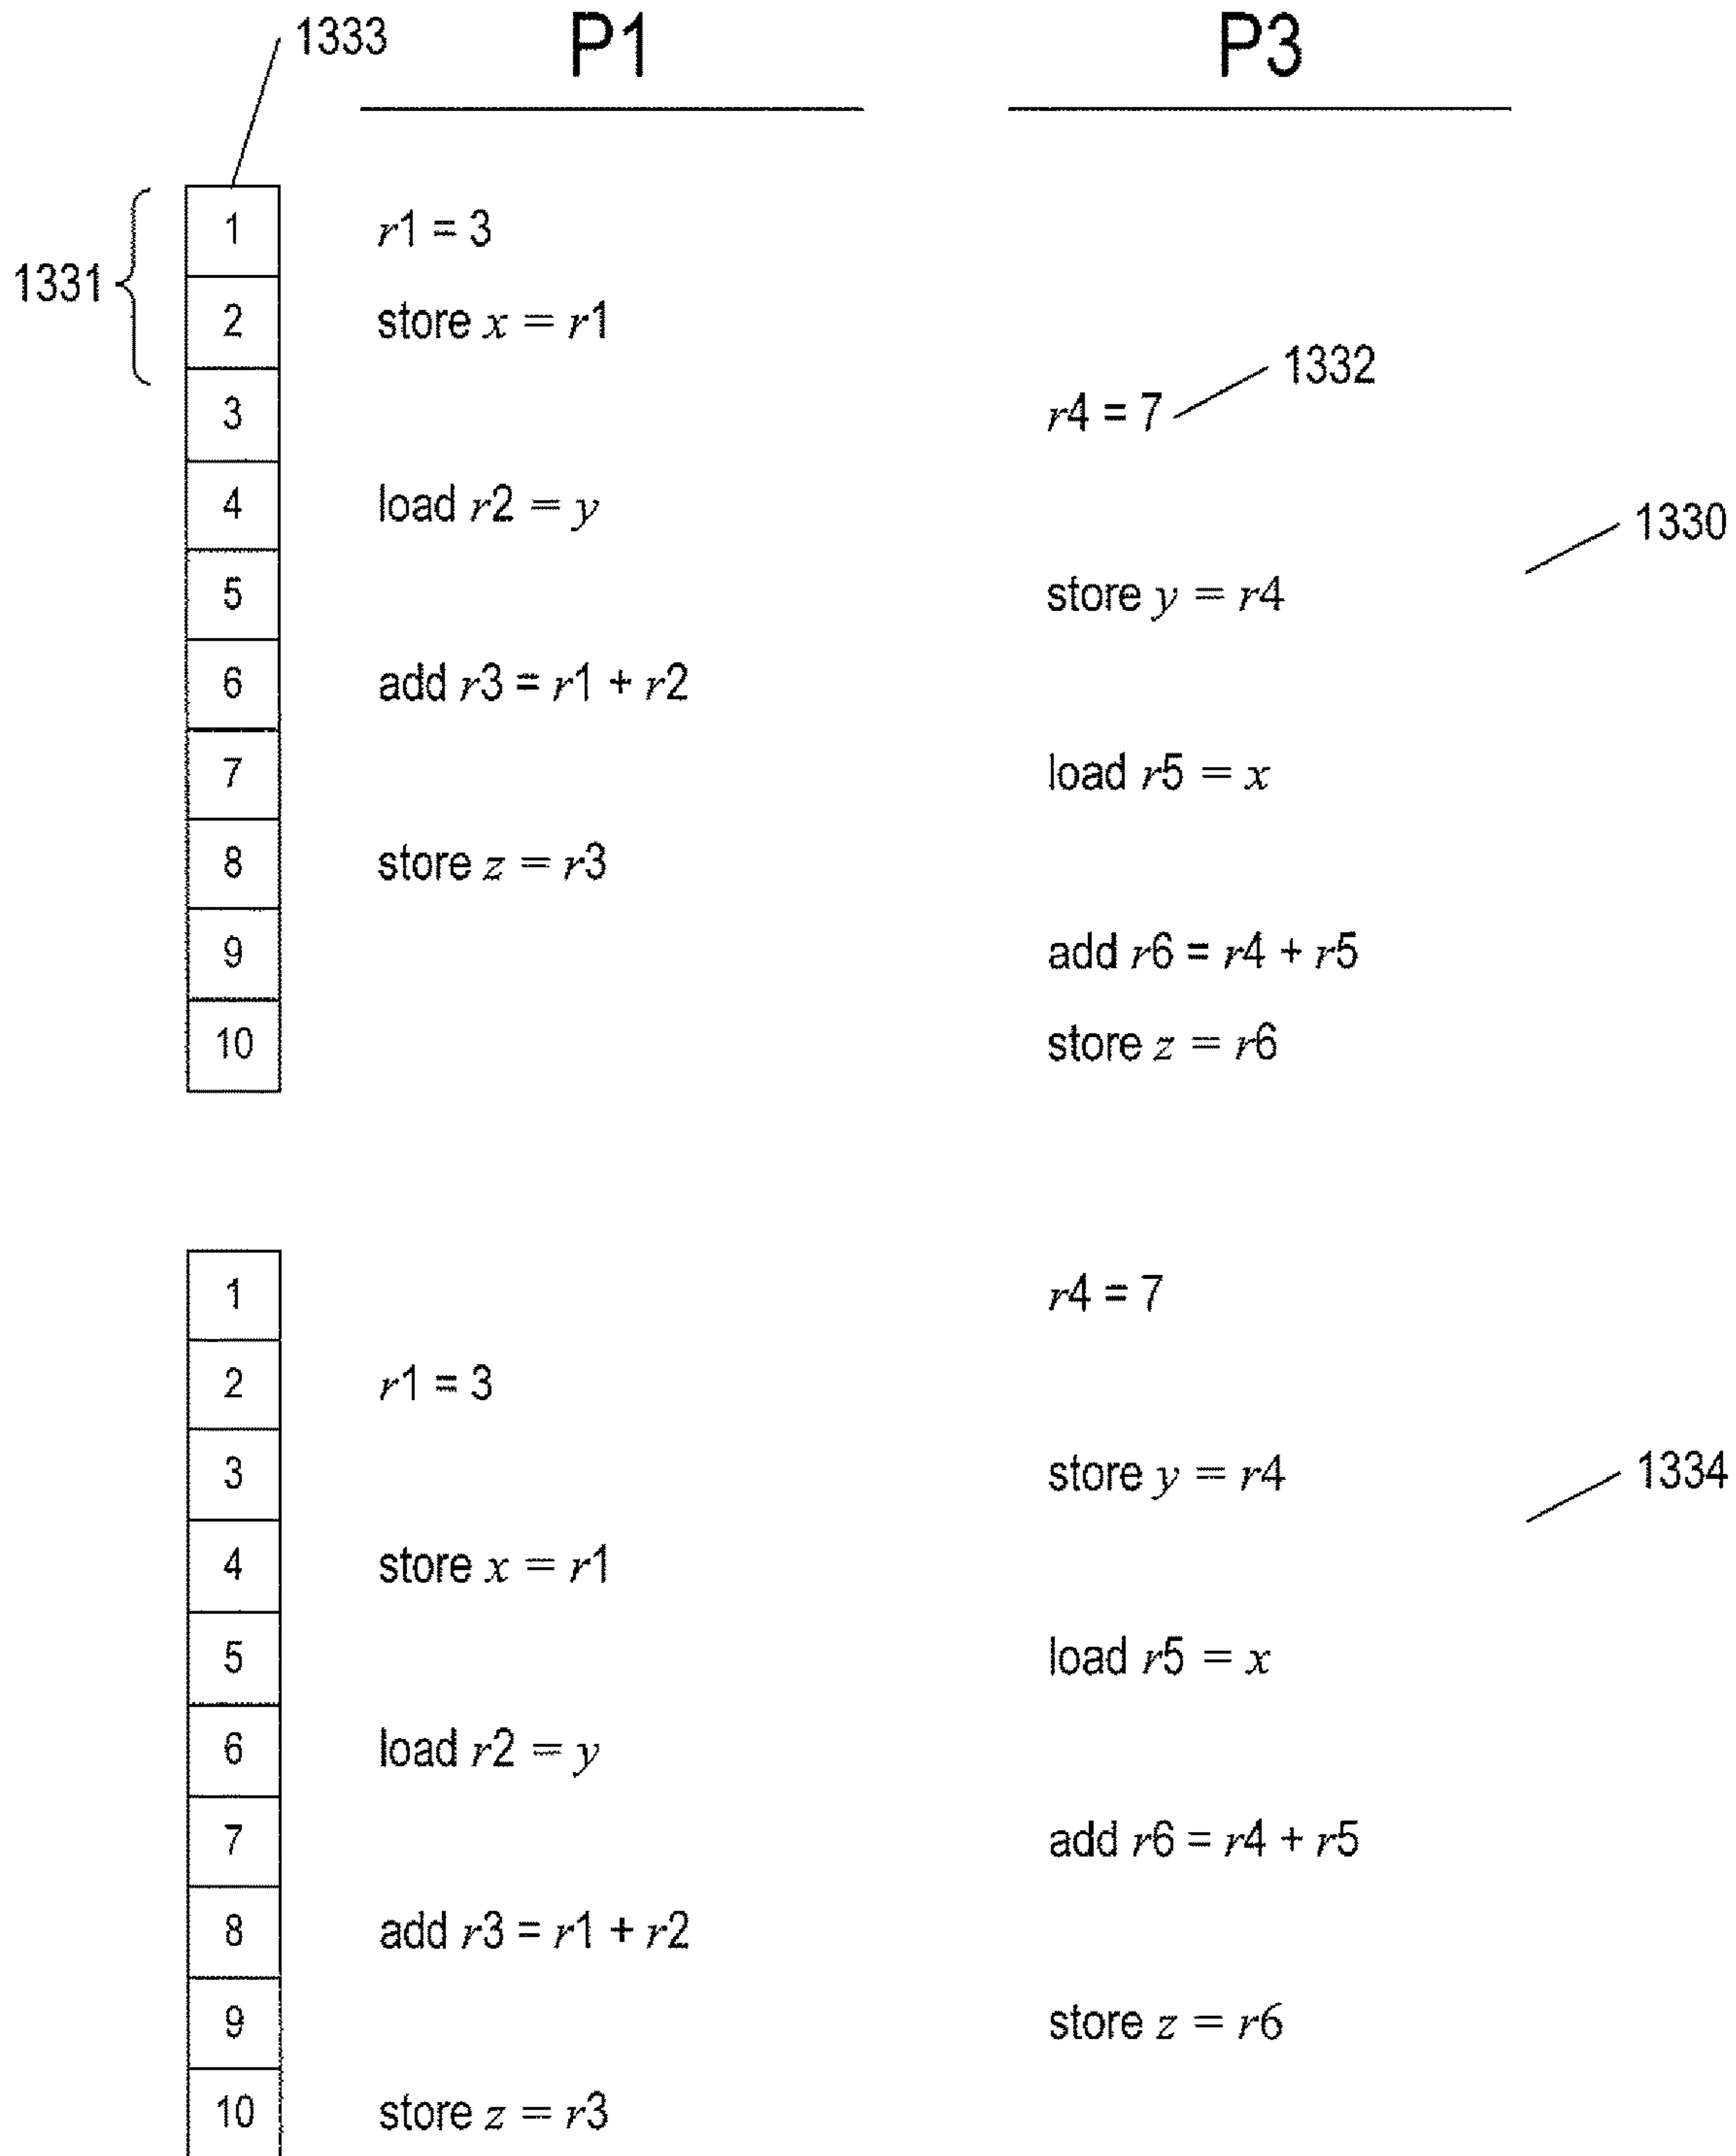 1333 P1 P3
1 r1 = 3
1331
2 store x = r1
1332
3 r4 = 7
4 load r2 = y
1330
5 store y = r4
6 add r3 = r1 + r2
7 load r5 = x
8 store z = r3
9 add r6 = r4 + r5
10 store z = r6
1 r4 = 7
2 r1 = 3
3 store y = r4
1334
4 store x = r1
5 load r5 = x
6 load r2 = y
7 add r6 = r4 + r5
8 add r3 = r1 + r2
9 store z = r6
10 store z = r3